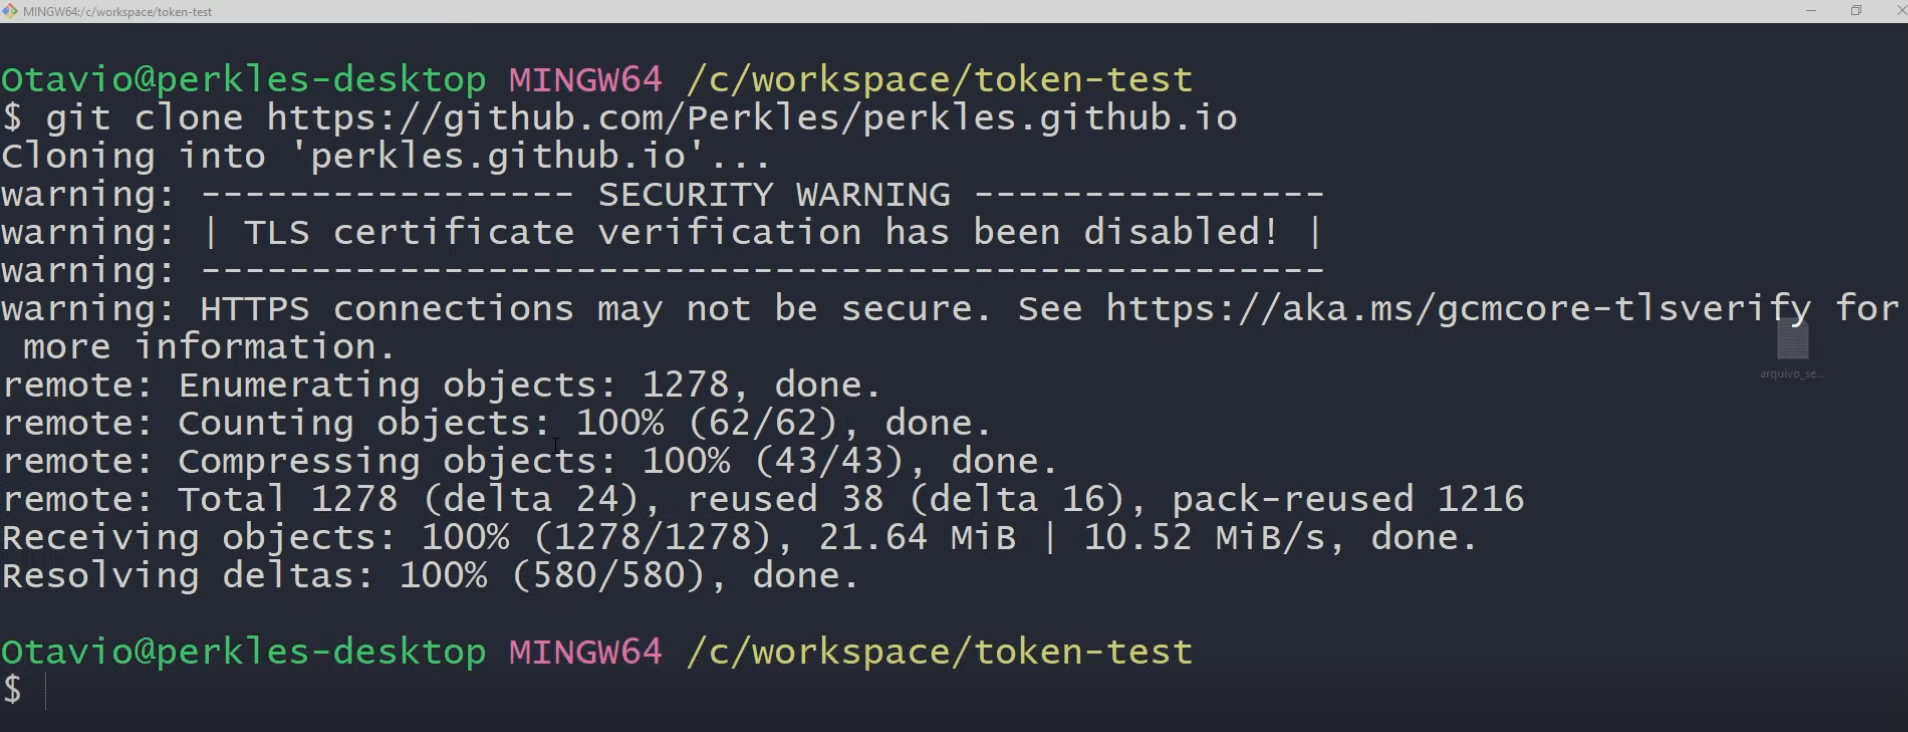 MINGW64:/c/workspace/token-test
Otavio@perkles-desktop MINGW64 /c/workspace/token-test
$ git clone https://github.com/Perkles/perkles.github.io
Cloning into 'perkles.github.io'...
warning: ----------------- SECURITY WARNING ----------------
warning: | TLS certificate verification has been disabled! |
warning: ---------------------------------------------------
warning: HTTPS connections may not be secure. See https://aka.ms/gcmcore-tlsverify for
more information.
arquivo_se...
remote: Enumerating objects: 1278, done.
remote: Counting objects: 100% (62/62), done.
remote: Compressing objects: 100% (43/43), done.
remote: Total 1278 (delta 24), reused 38 (delta 16), pack-reused 1216
Receiving objects: 100% (1278/1278), 21.64 MiB | 10.52 MiB/s, done.
Resolving deltas: 100% (580/580), done.
Otavio@perkles-desktop MINGW64 /c/workspace/token-test
$